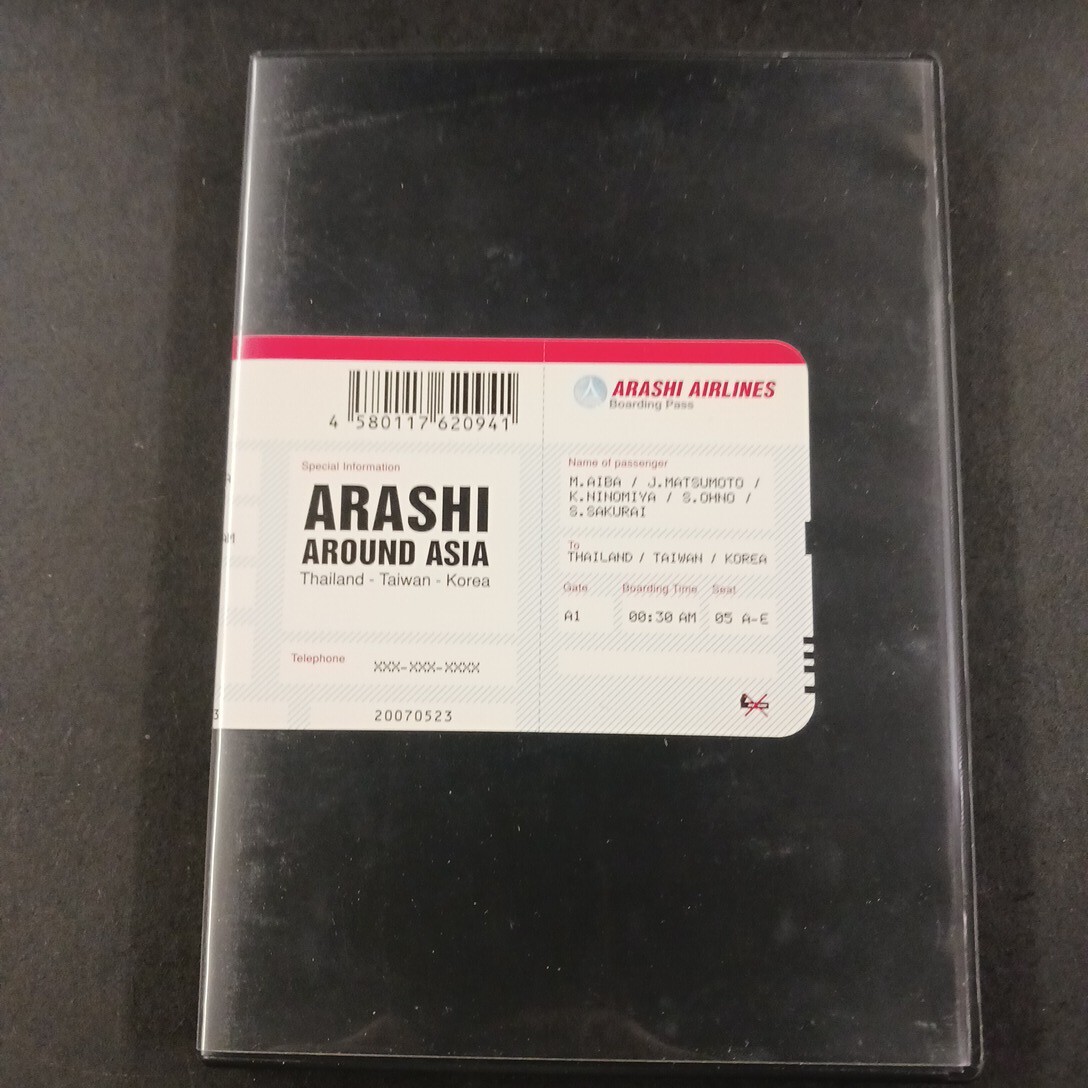 4 580117 620941
ARASHI AIRLINES
Boarding Pass
Special Information
ARASHI
AROUND ASIA
Thailand - Taiwan - Korea
Telephone
XXX-XXX-XXXX
3
20070523
Name of passenger
M.AIBA / J.MATSUMOTO /
K.NINOMIYA / S.OHNO /
S.SAKURAI
To
THAILAND / TAIWAN / KOREA
Gate Boarding Time Seat
A1 00:30 AM 05 A-E